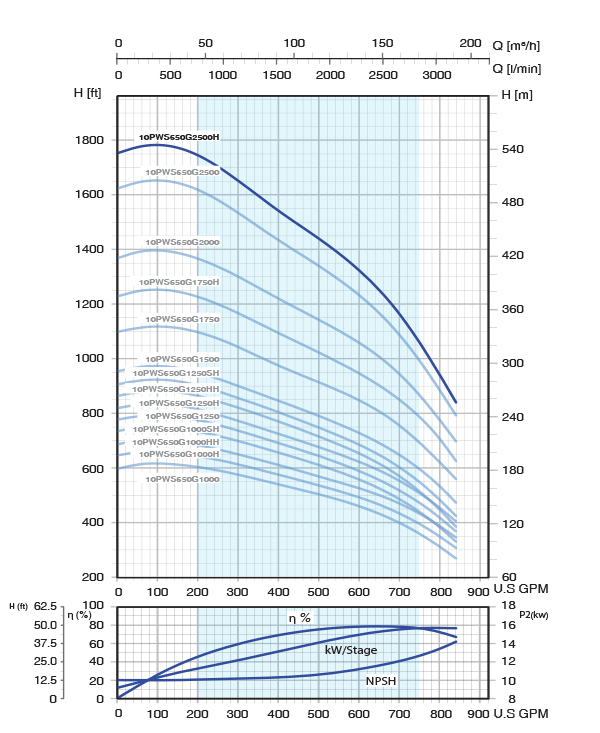 0 50 100 150 200 Q [m³/h]
0 500 1000 1500 2000 2500 3000 Q [l/min]
H [ft] H [m]
10PWS650G2500H
1800 540
10PWS650G2500
1600 480
10PWS650G2000
1400 420
10PWS650G1750H
1200 360
10PWS650G1750
1000 300
10PWS650G1500
10PWS650G1250SH
10PWS650G1250HH
10PWS650G1250H
800 240
10PWS650G1250
10PWS650G1000SH
10PWS650G1000HH
10PWS650G1000H
600 180
10PWS650G1000
400 120
200 60
0 100 200 300 400 500 600 700 800 900 U.S GPM
H (ft) 62.5 η (%) 100 18 P2(kw)
50.0 80 η % 16
37.5 60 kW/Stage 14
25.0 40 12
12.5 20 NPSH 10
0 0 8
0 100 200 300 400 500 600 700 800 900 U.S GPM